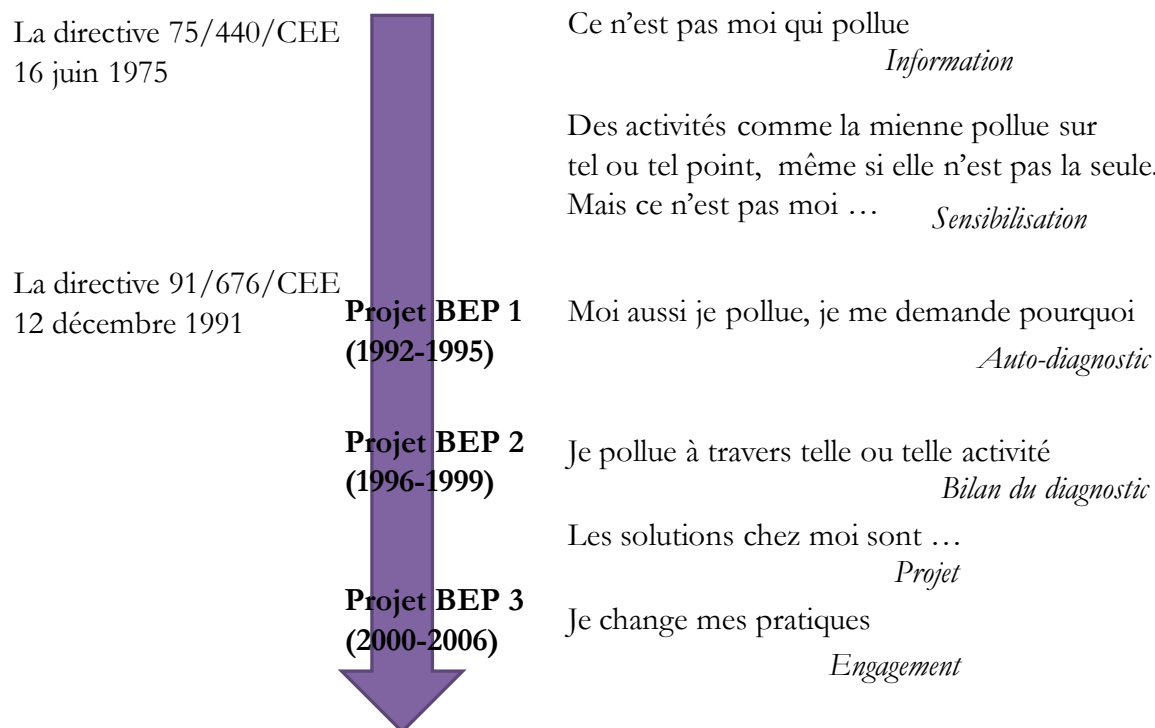 La directive 75/440/CEE
16 juin 1975
Ce n'est pas moi qui pollue
Information
Des activités comme la mienne pollue sur
tel ou tel point, même si elle n'est pas la seule.
Mais ce n'est pas moi …
Sensibilisation
La directive 91/676/CEE
12 décembre 1991
Projet BEP 1
(1992-1995)
Moi aussi je pollue, je me demande pourquoi
Auto-diagnostic
Projet BEP 2
(1996-1999)
Je pollue à travers telle ou telle activité
Bilan du diagnostic
Les solutions chez moi sont …
Projet
Projet BEP 3
(2000-2006)
Je change mes pratiques
Engagement